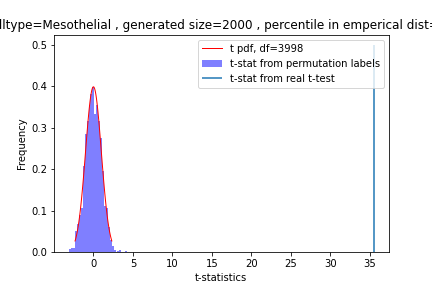 lltype=Mesothelial , generated size=2000 , percentile in emperical dist=
t pdf, df=3998
t-stat from permutation labels
t-stat from real t-test
Frequency
0.5
0.4
0.3
0.2
0.1
0.0
0 5 10 15 20 25 30 35
t-statistics